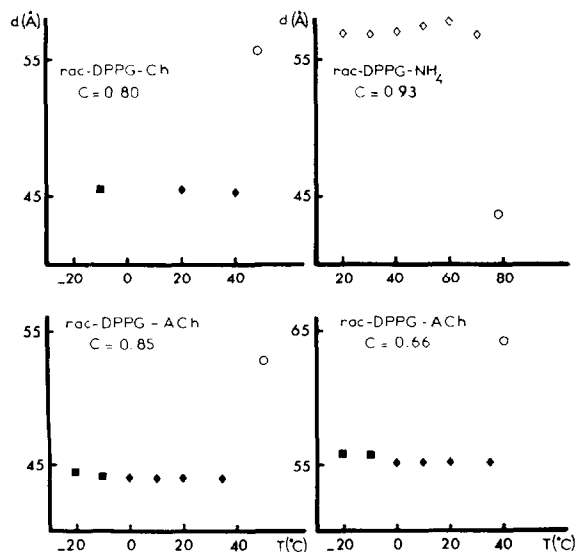 d(Å)
55
45
rac-DPPG-Ch
C = 0.80
-20 0 20 40
d(Å)
55
45
rac-DPPG-NH4
C = 0.93
20 40 60 80
55
45
rac-DPPG-ACh
C = 0.85
-20 0 20 40 T(°C)
65
55
rac-DPPG-ACh
C = 0.66
-20 0 20 40 T(°C)